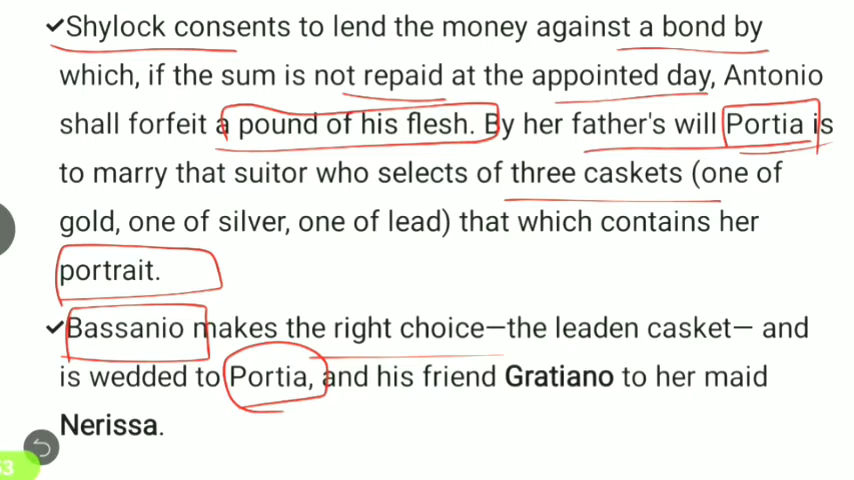 ✓Shylock consents to lend the money against a bond by
which, if the sum is not repaid at the appointed day, Antonio
shall forfeit a pound of his flesh. By her father's will Portia is
to marry that suitor who selects of three caskets (one of
gold, one of silver, one of lead) that which contains her
portrait.
✓Bassanio makes the right choice—the leaden casket— and
is wedded to Portia, and his friend Gratiano to her maid
Nerissa.